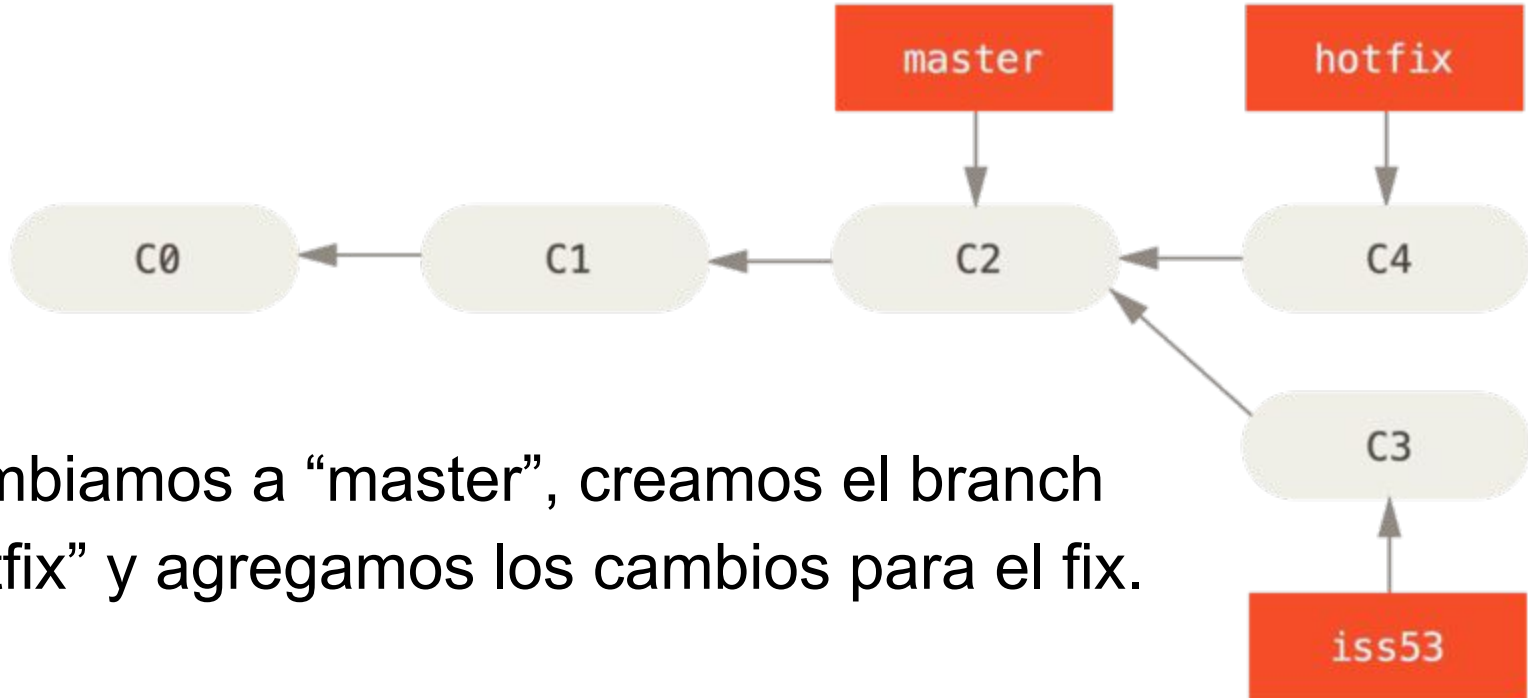 master
hotfix
C0
C1
C2
C4
C3
mbiamos a “master”, creamos el branch
tfix” y agregamos los cambios para el fix.
iss53